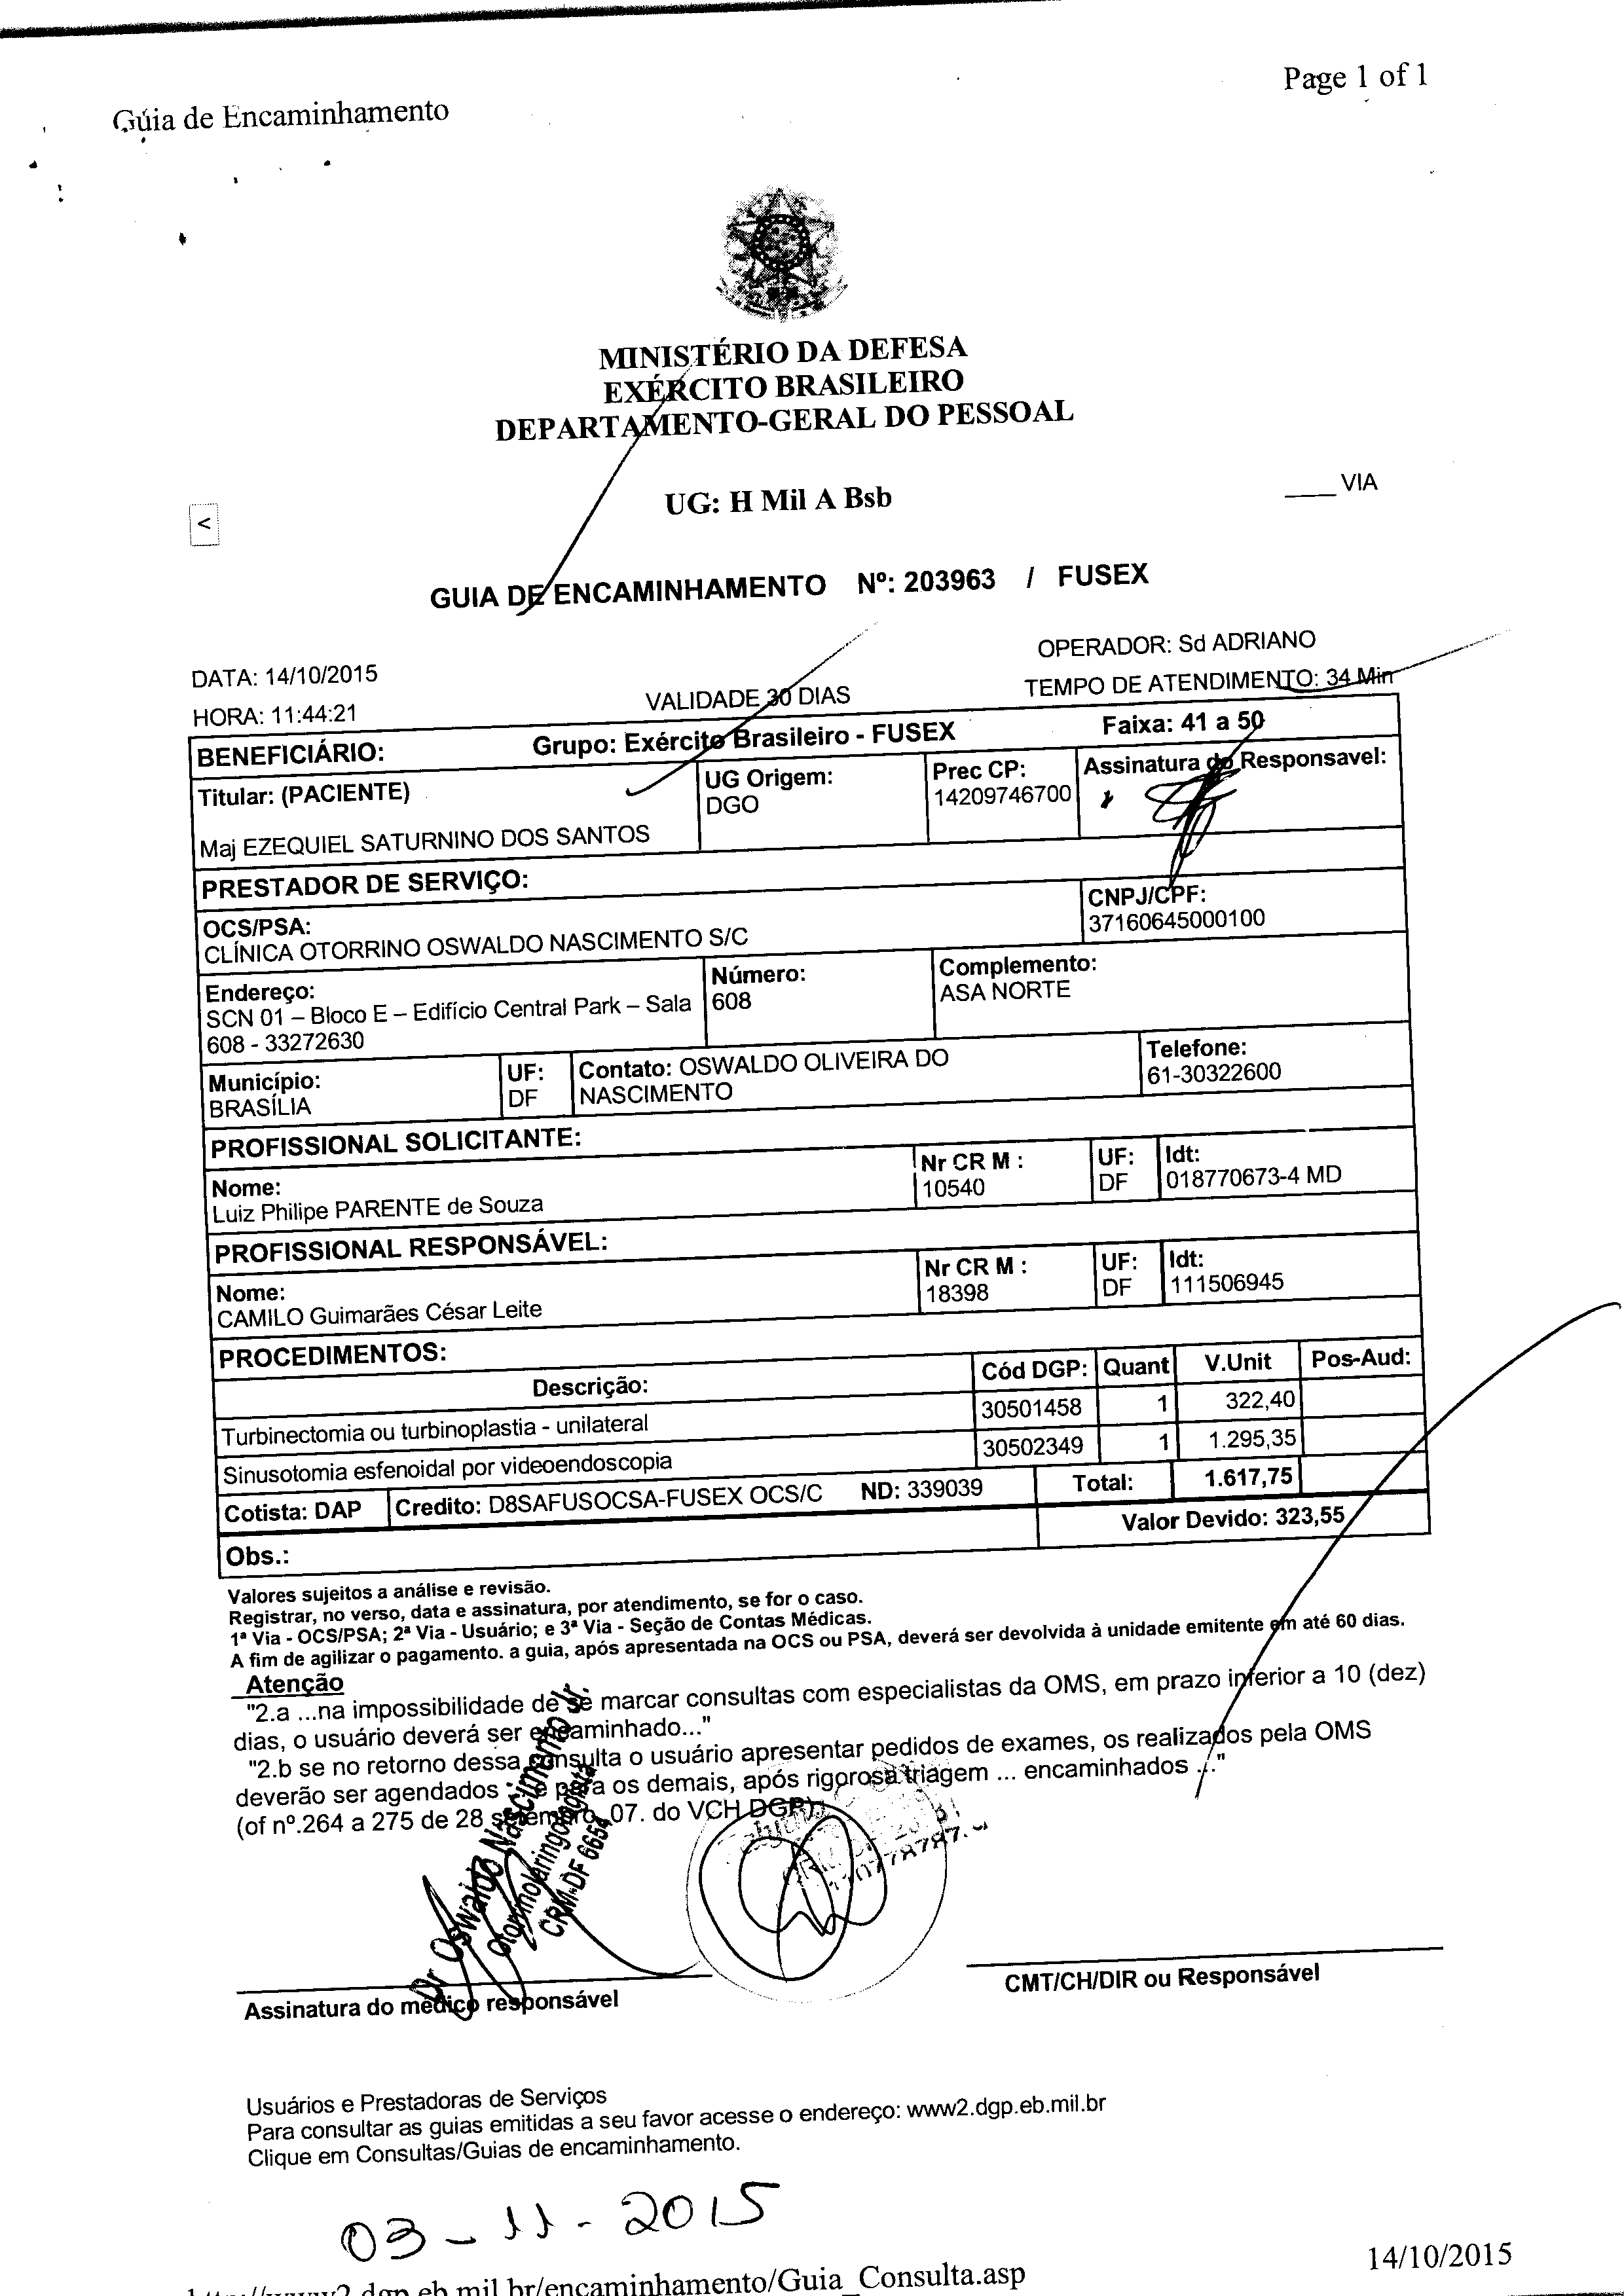 Guia de Encaminhamento
Page 1 of 1
MINISTÉRIO DA DEFESA
EXÉRCITO BRASILEIRO
DEPARTAMENTO-GERAL DO PESSOAL
UG: H Mil A Bsb
____ VIA
<
GUIA DE ENCAMINHAMENTO Nº: 203963 / FUSEX
DATA: 14/10/2015
OPERADOR: Sd ADRIANO
HORA: 11:44:21
VALIDADE 30 DIAS
TEMPO DE ATENDIMENTO: 34 Min
BENEFICIÁRIO: Grupo: Exército Brasileiro - FUSEX Faixa: 41 a 50
Titular: (PACIENTE) UG Origem: Prec CP: Assinatura do Responsavel:
DGO 14209746700
Maj EZEQUIEL SATURNINO DOS SANTOS
PRESTADOR DE SERVIÇO:
OCS/PSA: CNPJ/CPF:
CLÍNICA OTORRINO OSWALDO NASCIMENTO S/C 37160645000100
Endereço: Número: Complemento:
SCN 01 – Bloco E – Edifício Central Park – Sala 608 ASA NORTE
608 - 33272630
Município: UF: Contato: OSWALDO OLIVEIRA DO Telefone:
BRASÍLIA DF NASCIMENTO 61-30322600
PROFISSIONAL SOLICITANTE:
Nome: Nr CR M : UF: Idt:
Luiz Philipe PARENTE de Souza 10540 DF 018770673-4 MD
PROFISSIONAL RESPONSÁVEL:
Nome: Nr CR M : UF: Idt:
CAMILO Guimarães César Leite 18398 DF 111506945
PROCEDIMENTOS:
Descrição: Cód DGP: Quant V.Unit Pos-Aud:
Turbinectomia ou turbinoplastia - unilateral 30501458 1 322,40
Sinusotomia esfenoidal por videoendoscopia 30502349 1 1.295,35
Cotista: DAP Credito: D8SAFUSOCSA-FUSEX OCS/C ND: 339039 Total: 1.617,75
Obs.: Valor Devido: 323,55
Valores sujeitos a análise e revisão.
Registrar, no verso, data e assinatura, por atendimento, se for o caso.
1ª Via - OCS/PSA; 2ª Via - Usuário; e 3ª Via - Seção de Contas Médicas.
A fim de agilizar o pagamento. a guia, após apresentada na OCS ou PSA, deverá ser devolvida à unidade emitente em até 60 dias.
Atenção
"2.a ...na impossibilidade de se marcar consultas com especialistas da OMS, em prazo inferior a 10 (dez)
dias, o usuário deverá ser encaminhado..."
"2.b se no retorno dessa consulta o usuário apresentar pedidos de exames, os realizados pela OMS
deverão ser agendados ... e para os demais, após rigorosa triagem ... encaminhados ..."
(of nº.264 a 275 de 28 setembro, 07. do VCH DGP)
Dr Oswaldo Nascimento Jr.
Otorrinolaringologista
CRM-DF 6654
Assinatura do médico responsável
CMT/CH/DIR ou Responsável
Usuários e Prestadoras de Serviços
Para consultar as guias emitidas a seu favor acesse o endereço: www2.dgp.eb.mil.br
Clique em Consultas/Guias de encaminhamento.
03-11-2015
http://www2.dgp.eb.mil.br/encaminhamento/Guia_Consulta.asp
14/10/2015